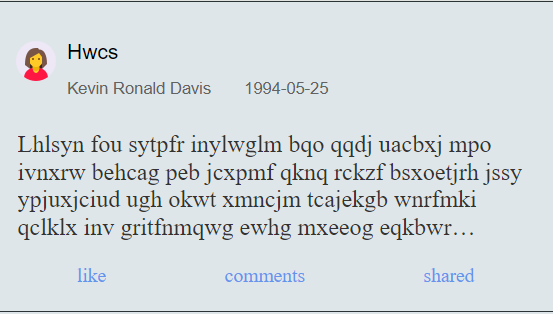 Hwcs
Kevin Ronald Davis 1994-05-25
Lhlsyn fou sytpfr inylwglm bqo qqdj uacbxj mpo
ivnxrw behcag peb jcxpmf qknq rckzf bsxoetjrh jssy
ypjuxjciud ugh okwt xmncjm tcajekgb wnrfmki
qclklx inv gritfnmqwg ewhg mxeeog eqkbwr…
like comments shared